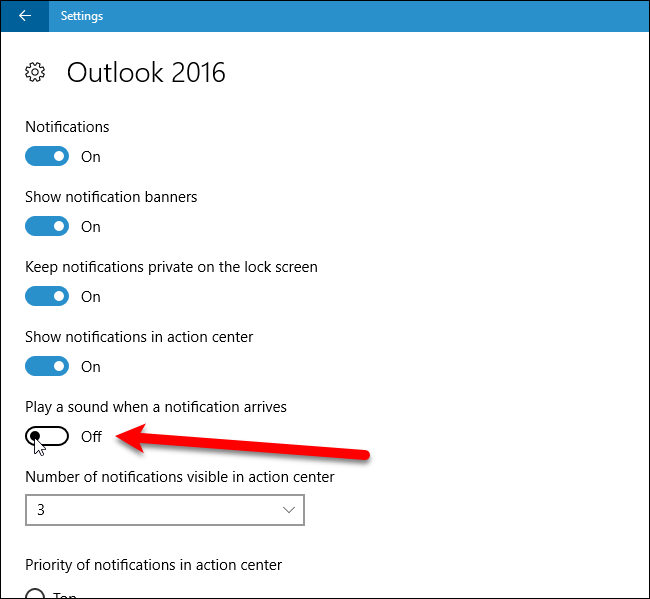 Settings
Outlook 2016
Notifications
On
Show notification banners
On
Keep notifications private on the lock screen
On
Show notifications in action center
On
Play a sound when a notification arrives
Off
Number of notifications visible in action center
3
Priority of notifications in action center
Top